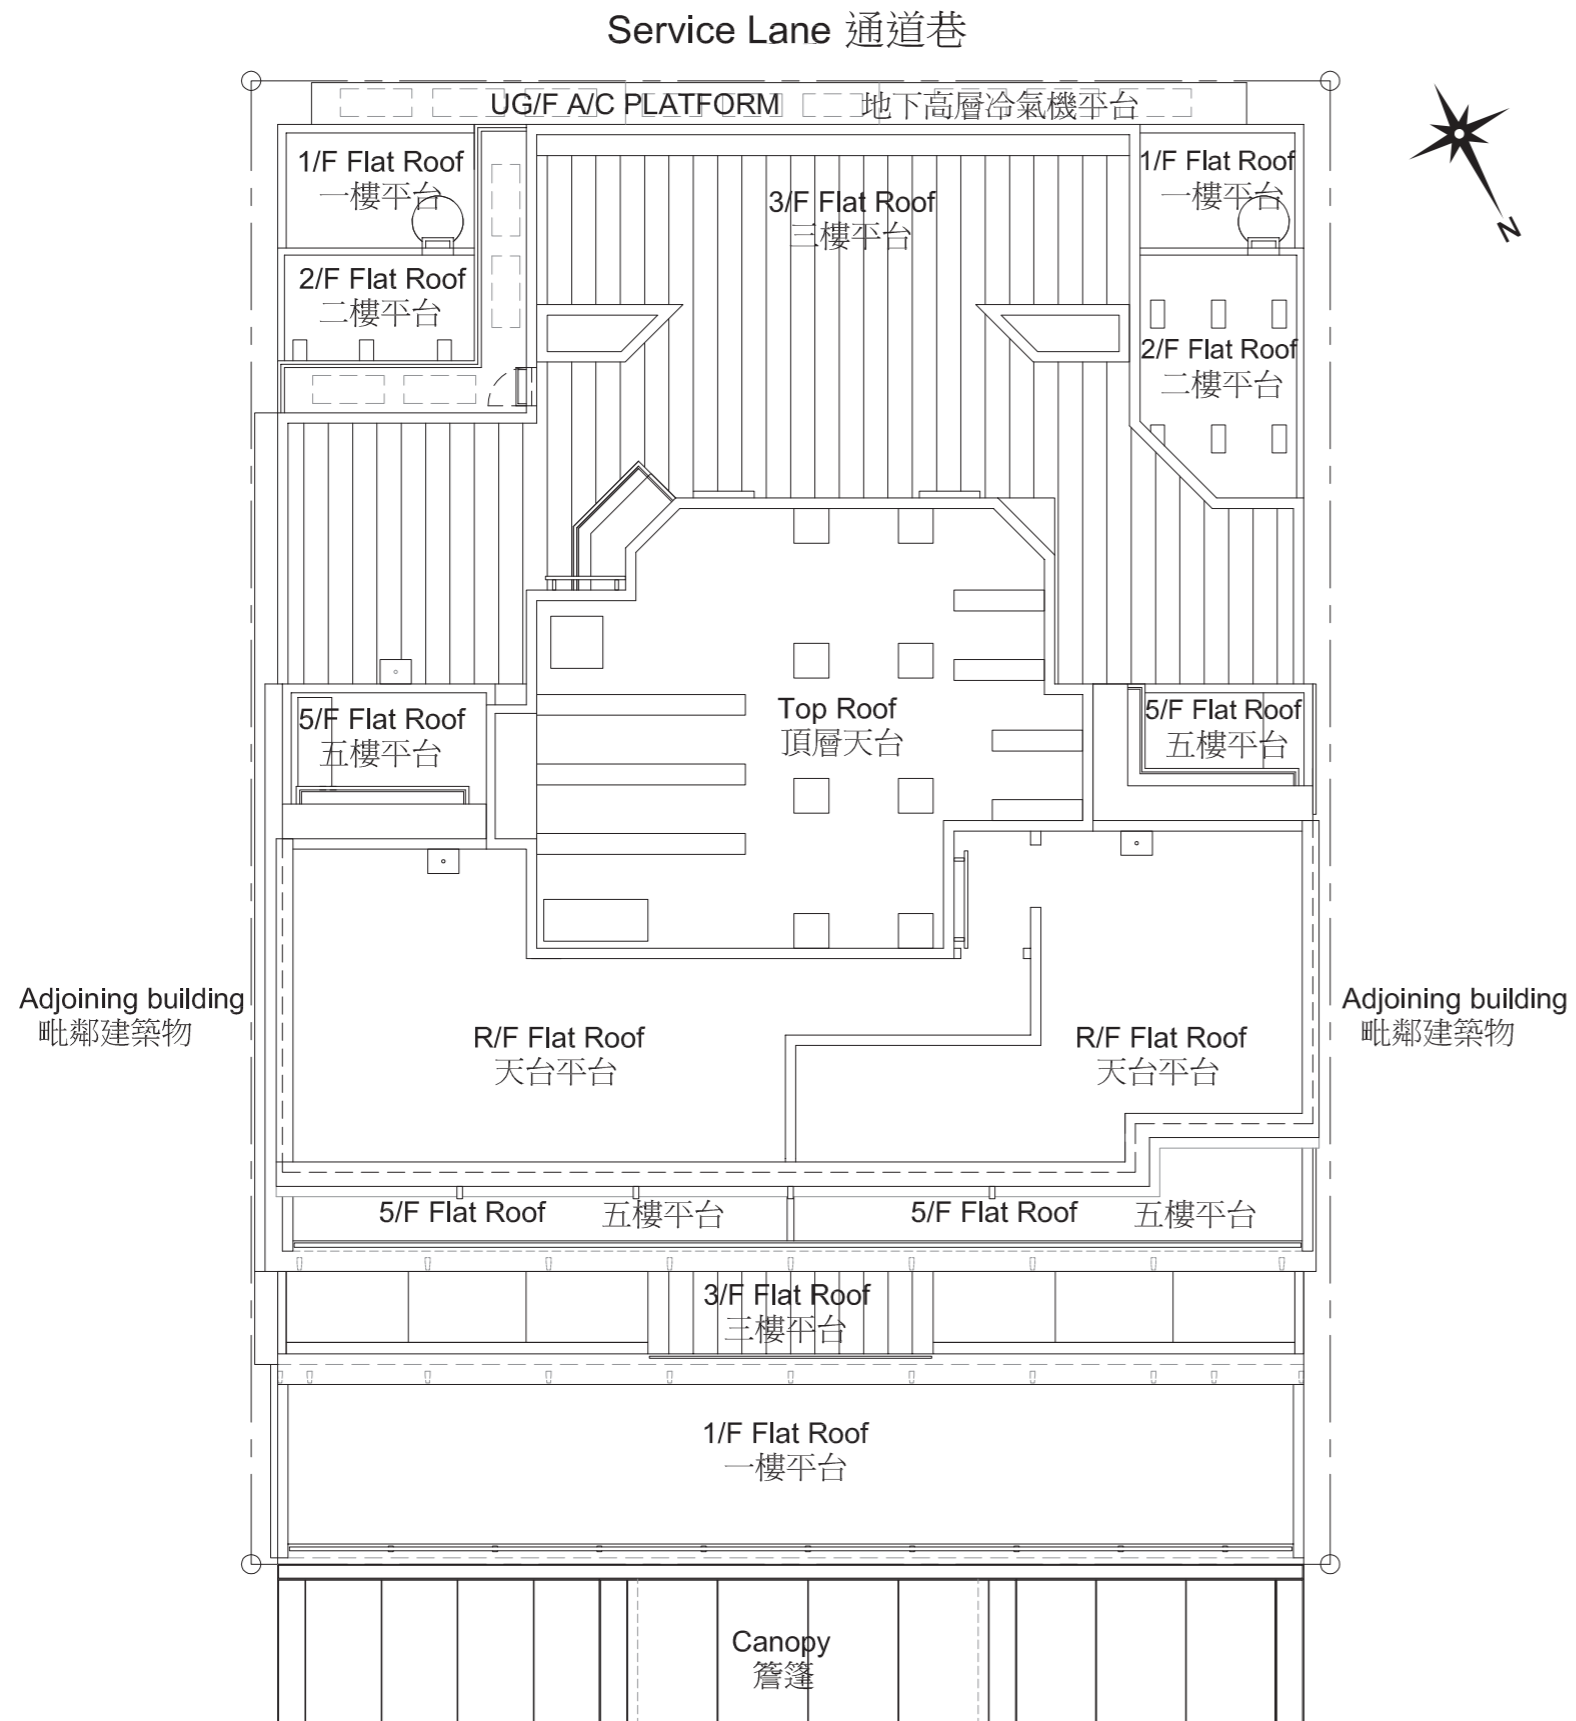 Service Lane 通道巷
UG/F A/C PLATFORM 地下高層冷氣機平台
1/F Flat Roof
一樓平台
1/F Flat Roof
一樓平台
3/F Flat Roof
三樓平台
N
2/F Flat Roof
二樓平台
2/F Flat Roof
二樓平台
5/F Flat Roof
五樓平台
Top Roof
頂層天台
5/F Flat Roof
五樓平台
Adjoining building
毗鄰建築物
Adjoining building
毗鄰建築物
R/F Flat Roof
天台平台
R/F Flat Roof
天台平台
5/F Flat Roof 五樓平台
5/F Flat Roof 五樓平台
3/F Flat Roof
三樓平台
1/F Flat Roof
一樓平台
Canopy
簷篷